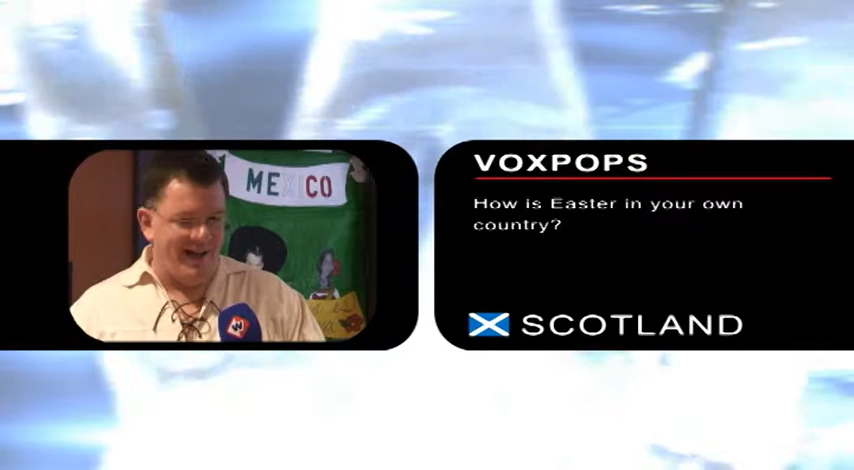 MEXICO
W
VOXPOPS
How is Easter in your own
country?
SCOTLAND